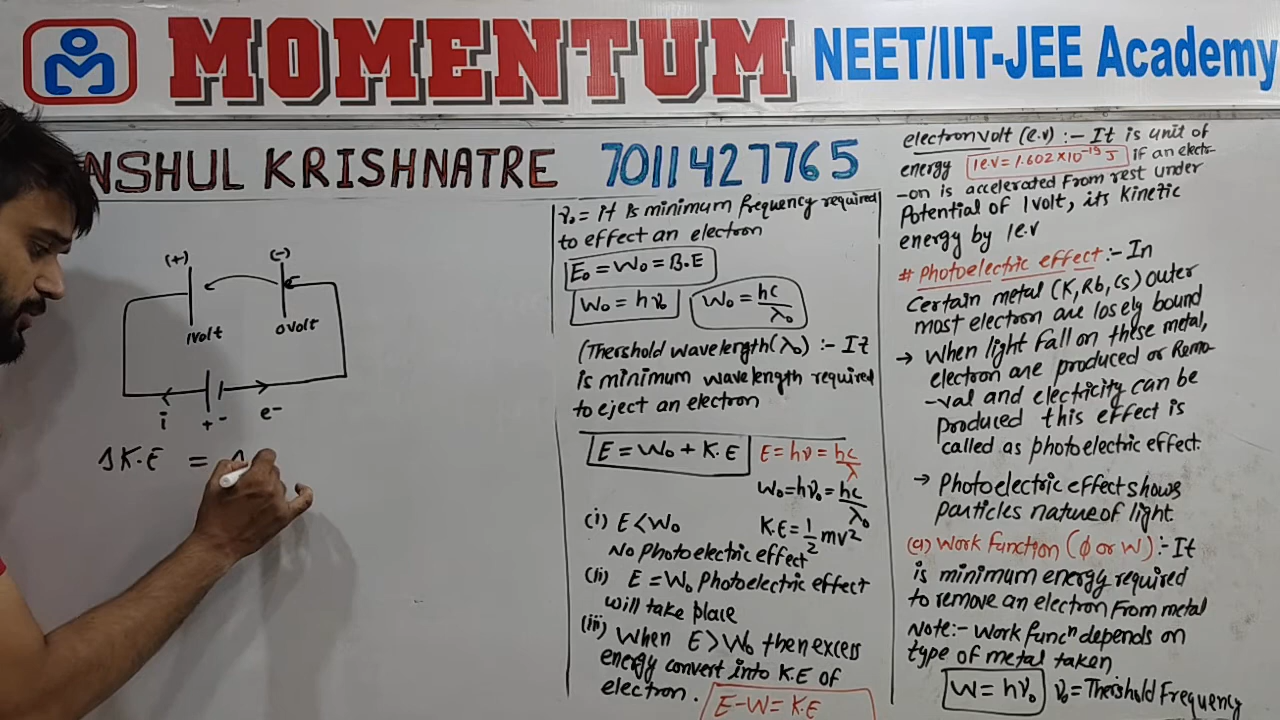 MOMENTUM NEET/IIT-JEE Academy
NSHUL KRISHNATRE 7011427765
(+) (-)
1Volt 0Volt
i + - e-
1K.E =
ν₀ = it is minimum frequency required
to effect an electron
E₀ = W₀ = B.E
W₀ = hν₀ W₀ = hc/λ₀
(Thershold wavelength(λ₀) :- It
is minimum wavelength required
to eject an electron
E = W₀ + K.E E = hν = hc/λ
W₀=hν₀=hc/λ₀
(i) E<W₀ K.E=1/2 mv²
No Photoelectric effect
(ii) E=W₀ Photoelectric effect
will take place
(iii) When E>W₀ then excess
energy convert into K.E of
electron.
E-W=K.E
electronvolt (e.v) :- It is unit of
energy 1e.v=1.602×10⁻¹⁹J if an electr-
-on is accelerated from rest under
Potential of 1volt, its Kinetic
energy by 1e.v
# Photoelectric effect :- In
Certain metal (K,Rb,Cs) outer
most electron are losely bound
→ When light fall on these metal,
electron are produced or Remo-
-val and electricity can be
produced this effect is
called as photoelectric effect.
→ Photoelectric effect shows
particles nature of light
(a) Work function (ϕ or W) :- It
is minimum energy required
to remove an electron from metal
Note:- Work funcⁿ depends on
type of metal taken
W=hν₀ ν₀=Thershold Frequency